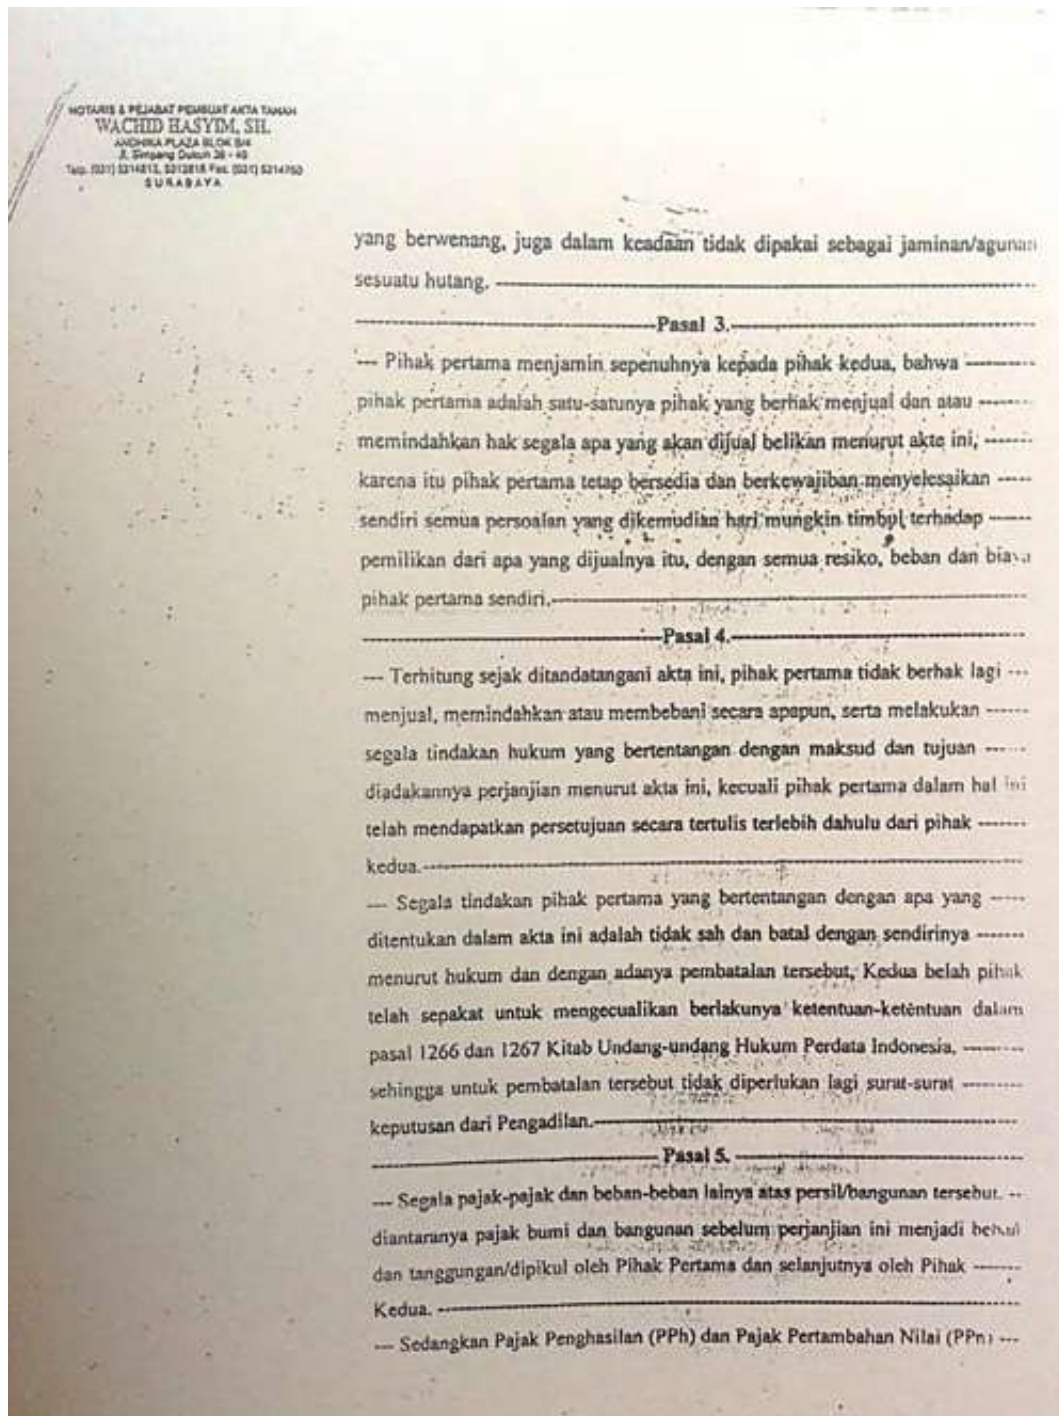 NOTARIS & PEJABAT PEMBUAT AKTA TANAH
WACHID HASYIM, SH.
ANDHIKA PLAZA BLOK
Jl. Simpang Dukuh 38 - 40
SURABAYA
yang berwenang, juga dalam keadaan tidak dipakai sebagai jaminan/agunan
sesuatu hutang.
Pasal 3.
--- Pihak pertama menjamin sepenuhnya kepada pihak kedua, bahwa
pihak pertama adalah satu-satunya pihak yang berhak menjual dan atau
memindahkan hak segala apa yang akan dijual belikan menurut akte ini,
karena itu pihak pertama tetap bersedia dan berkewajiban menyelesaikan
sendiri semua persoalan yang dikemudian hari mungkin timbul terhadap
pemilikan dari apa yang dijualnya itu, dengan semua resiko, beban dan biaya
pihak pertama sendiri.
Pasal 4.
--- Terhitung sejak ditandatangani akta ini, pihak pertama tidak berhak lagi ---
menjual, memindahkan atau membebani secara apapun, serta melakukan
segala tindakan hukum yang bertentangan dengan maksud dan tujuan
diadakannya perjanjian menurut akta ini, kecuali pihak pertama dalam hal ini
telah mendapatkan persetujuan secara tertulis terlebih dahulu dari pihak
kedua.
--- Segala tindakan pihak pertama yang bertentangan dengan apa yang
ditentukan dalam akta ini adalah tidak sah dan batal dengan sendirinya
menurut hukum dan dengan adanya pembatalan tersebut, Kedua belah pihak
telah sepakat untuk mengecualikan berlakunya ketentuan-ketentuan dalam
pasal 1266 dan 1267 Kitab Undang-undang Hukum Perdata Indonesia,
sehingga untuk pembatalan tersebut tidak diperlukan lagi surat-surat
keputusan dari Pengadilan.
Pasal 5.
--- Segala pajak-pajak dan beban-beban lainya atas persil/bangunan tersebut. --
diantaranya pajak bumi dan bangunan sebelum perjanjian ini menjadi beban
dan tanggungan/dipikul oleh Pihak Pertama dan selanjutnya oleh Pihak
Kedua.
--- Sedangkan Pajak Penghasilan (PPh) dan Pajak Pertambahan Nilai (PPn) ---